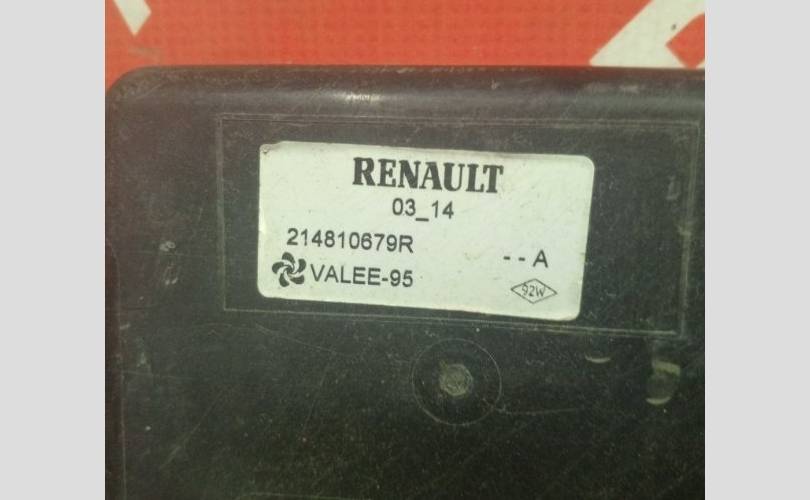 RENAULT
03_14
214810679R
--A
VALEE-95
92W